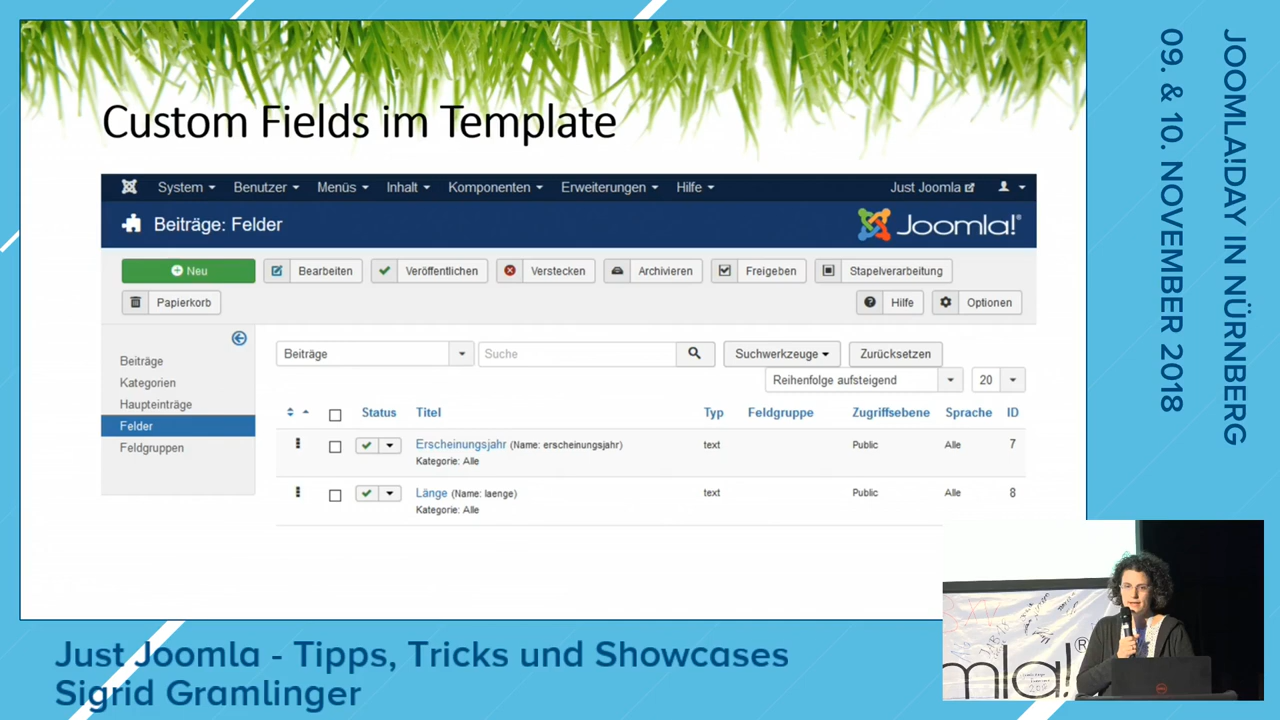 Custom Fields im Template
System Benutzer Menüs Inhalt Komponenten Erweiterungen Hilfe Just Joomla
Beiträge: Felder
Joomla!®
Neu Bearbeiten Veröffentlichen Verstecken Archivieren Freigeben Stapelverarbeitung
Papierkorb Hilfe Optionen
Beiträge
Kategorien
Haupteinträge
Felder
Feldgruppen
Beiträge Suche Suchwerkzeuge Zurücksetzen
Reihenfolge aufsteigend 20
Status Titel Typ Feldgruppe Zugriffsebene Sprache ID
Erscheinungsjahr (Name: erscheinungsjahr) text Public Alle 7
Kategorie: Alle
Länge (Name: laenge) text Public Alle 8
Kategorie: Alle
JOOMLA!DAY IN NÜRNBERG
09. & 10. NOVEMBER 2018
mla!®
Just Joomla - Tipps, Tricks und Showcases
Sigrid Gramlinger